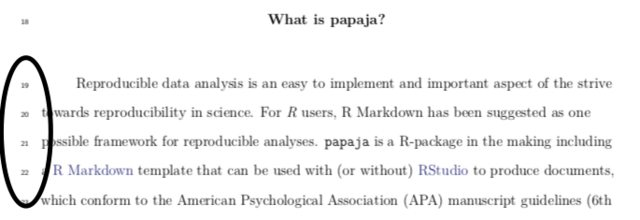 18 What is papaja?
19 Reproducible data analysis is an easy to implement and important aspect of the strive
20 towards reproducibility in science. For R users, R Markdown has been suggested as one
21 possible framework for reproducible analyses. papaja is a R-package in the making including
22 a R Markdown template that can be used with (or without) RStudio to produce documents,
which conform to the American Psychological Association (APA) manuscript guidelines (6th